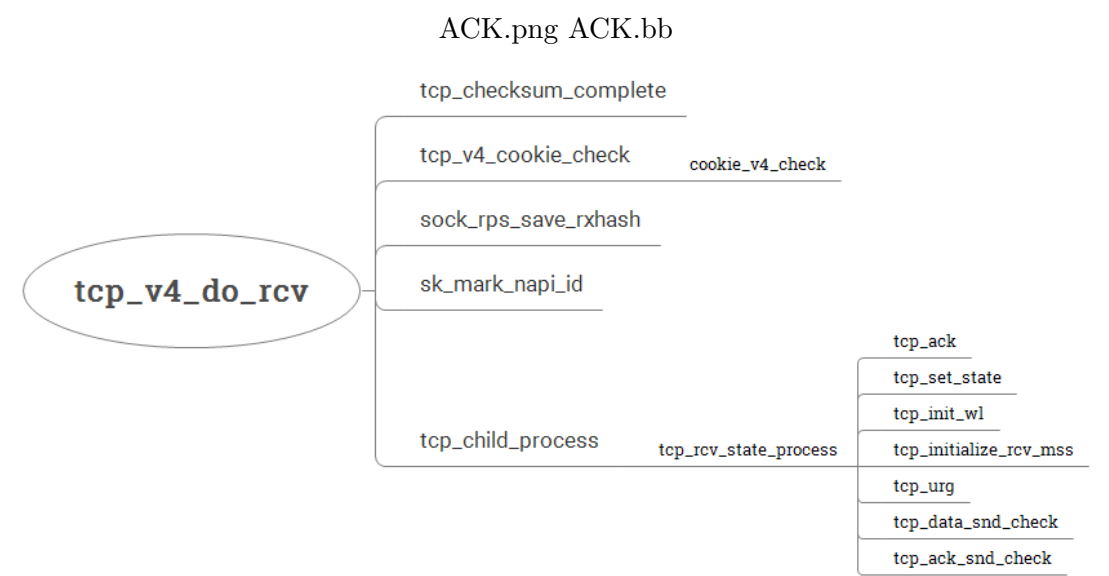 ACK.png ACK.bb
tcp_checksum_complete
tcp_v4_cookie_check
cookie_v4_check
sock_rps_save_rxhash
tcp_v4_do_rcv
sk_mark_napi_id
tcp_child_process
tcp_rcv_state_process
tcp_ack
tcp_set_state
tcp_init_wl
tcp_initialize_rcv_mss
tcp_urg
tcp_data_snd_check
tcp_ack_snd_check